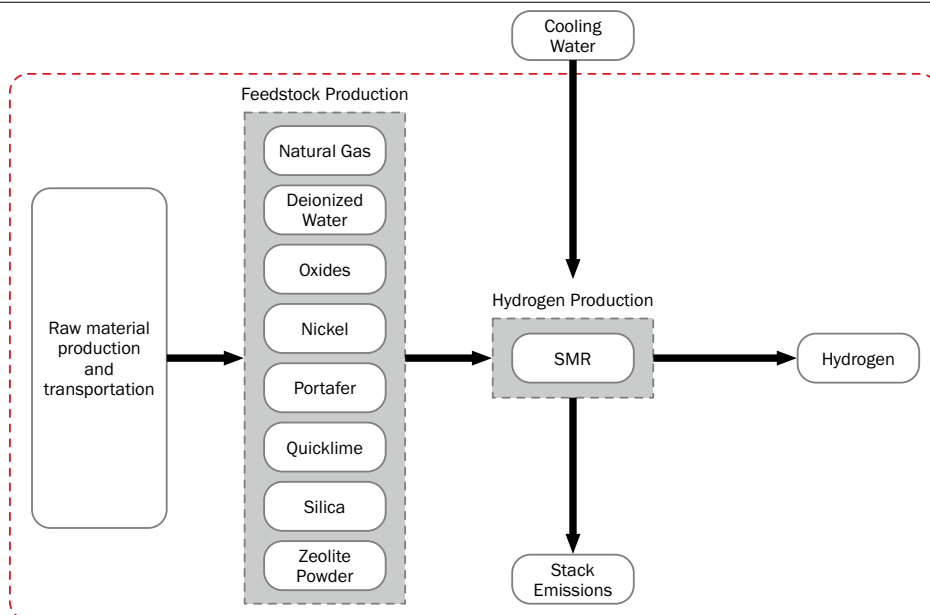 Cooling
Water
Feedstock Production
Natural Gas
Deionized
Water
Oxides
Nickel
Portafer
Quicklime
Silica
Zeolite
Powder
Raw material
production
and
transportation
Hydrogen Production
SMR
Hydrogen
Stack
Emissions